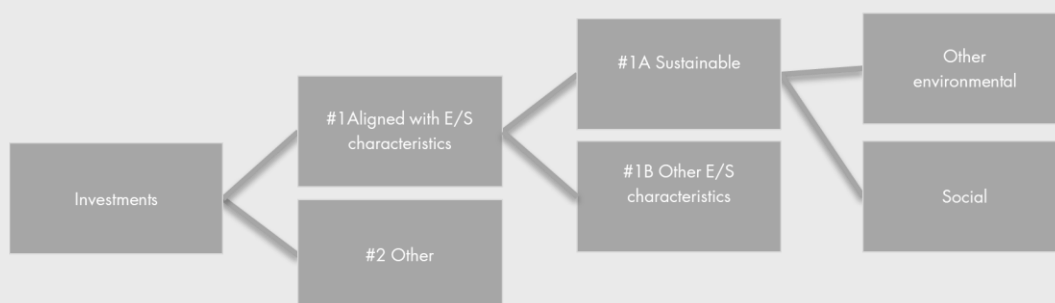 Investments
#1Aligned with E/S
characteristics
#2 Other
#1A Sustainable
#1B Other E/S
characteristics
Other
environmental
Social